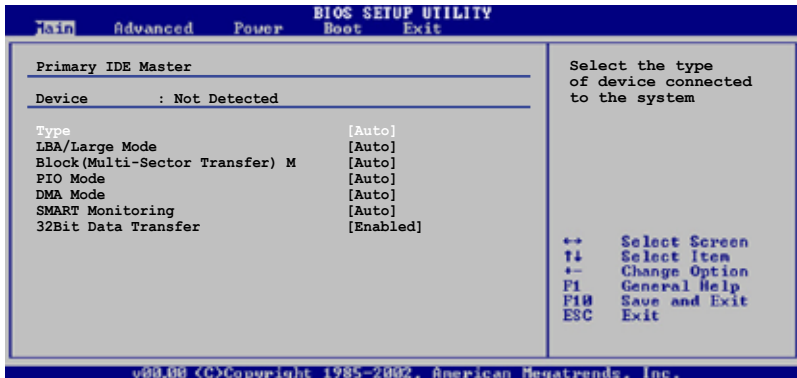 BIOS SETUP UTILITY
Main Advanced Power Boot Exit
Primary IDE Master
Device : Not Detected
Type [Auto]
LBA/Large Mode [Auto]
Block(Multi-Sector Transfer) M [Auto]
PIO Mode [Auto]
DMA Mode [Auto]
SMART Monitoring [Auto]
32Bit Data Transfer [Enabled]
Select the type
of device connected
to the system
↔ Select Screen
↑↓ Select Item
+- Change Option
F1 General Help
F10 Save and Exit
ESC Exit
v00.00 (C)Copyright 1985-2002, American Megatrends, Inc.